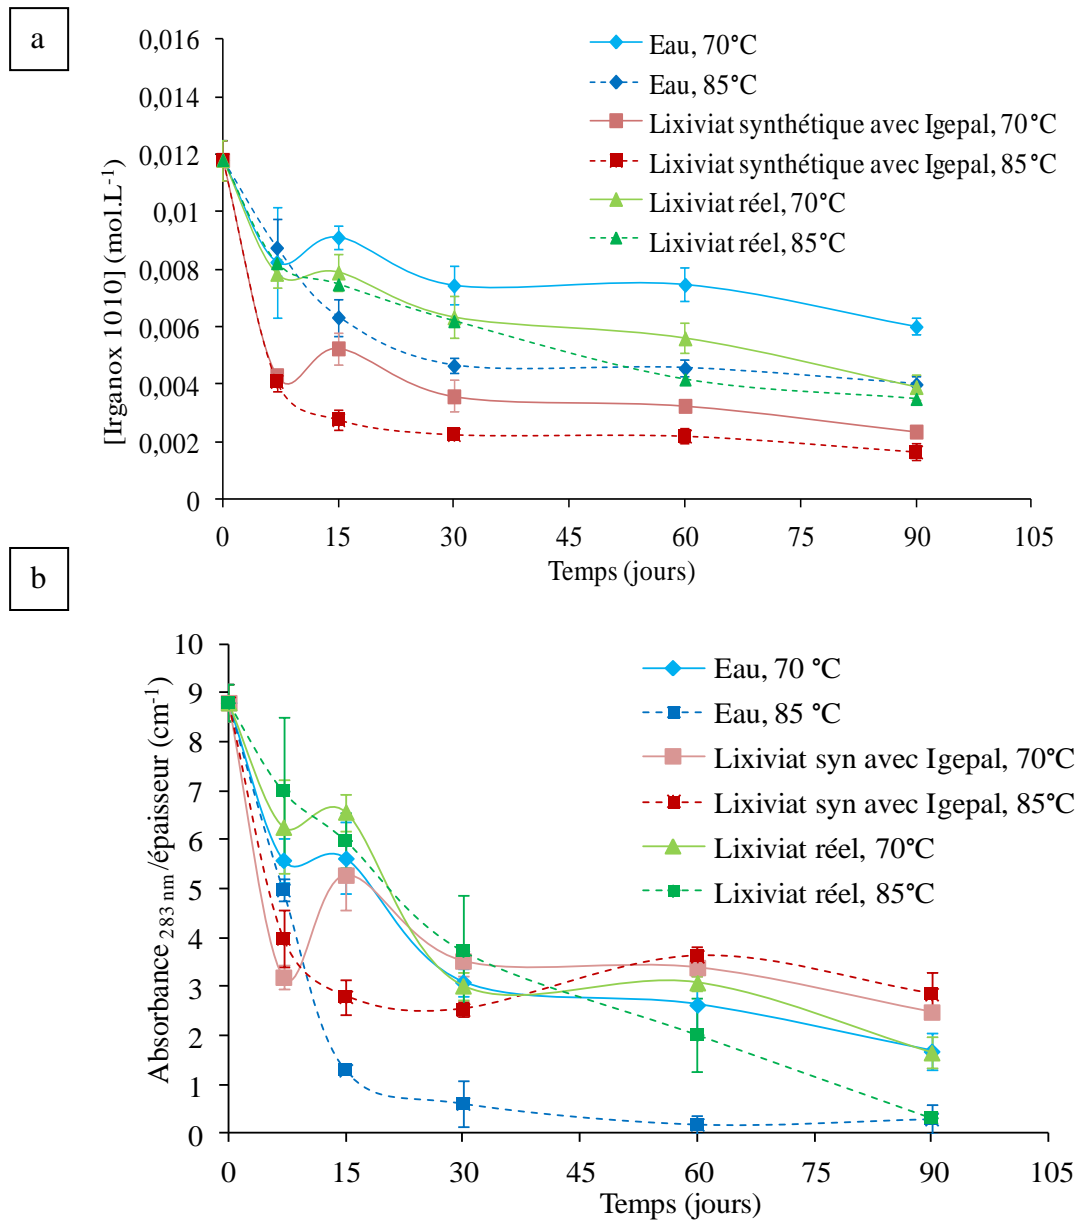 a
0,016
0,014
0,012
0,01
0,008
0,006
0,004
0,002
0
[Irganox 1010] (mol.L-1)
Eau, 70°C
Eau, 85°C
Lixiviat synthétique avec Igepal, 70°C
Lixiviat synthétique avec Igepal, 85°C
Lixiviat réel, 70°C
Lixiviat réel, 85°C
0 15 30 45 60 75 90 105
Temps (jours)
b
10
9
8
7
6
5
4
3
2
1
0
Absorbance 283 nm /épaisseur (cm-1)
Eau, 70 °C
Eau, 85 °C
Lixiviat syn avec Igepal, 70°C
Lixiviat syn avec Igepal, 85°C
Lixiviat réel, 70°C
Lixiviat réel, 85°C
0 15 30 45 60 75 90 105
Temps (jours)